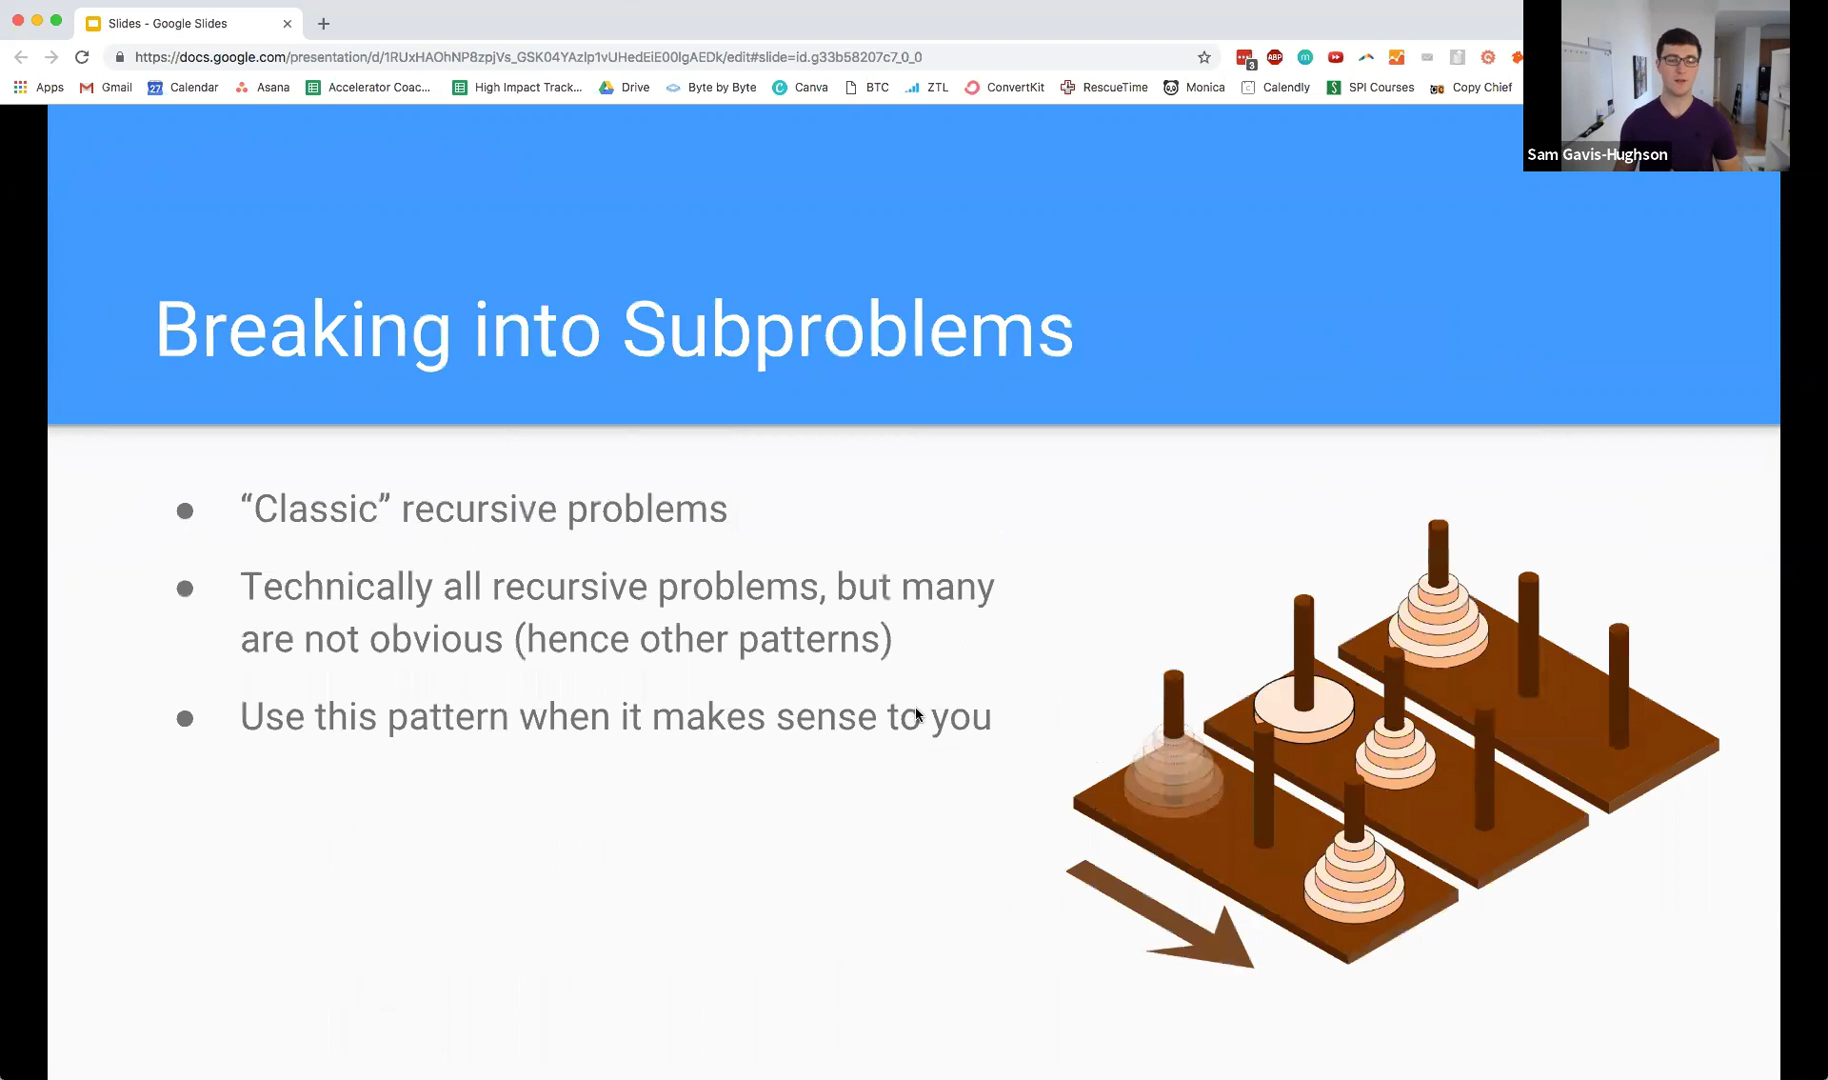 Slides - Google Slides
https://docs.google.com/presentation/d/1RUxHAOhNP8zpjVs_GSK04YAzlp1vUHedEiE00lgAEDk/edit#slide=id.g33b58207c7_0_0
3
ABP
m
Apps
Gmail
27
Calendar
Asana
Accelerator Coac...
High Impact Track...
Drive
Byte by Byte
Canva
BTC
ZTL
ConvertKit
RescueTime
Monica
Calendly
SPI Courses
Copy Chief
Sam Gavis-Hughson
Breaking into Subproblems
● “Classic” recursive problems
● Technically all recursive problems, but many
are not obvious (hence other patterns)
● Use this pattern when it makes sense to you